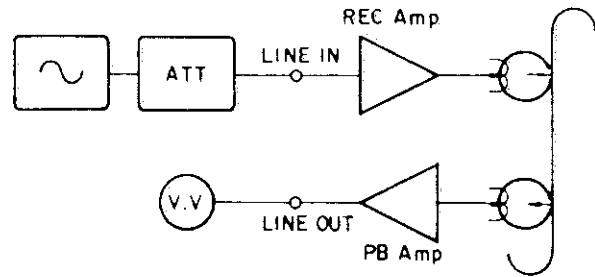 REC Amp.
ATT
LINE IN
V.V
LINE OUT
PB Amp